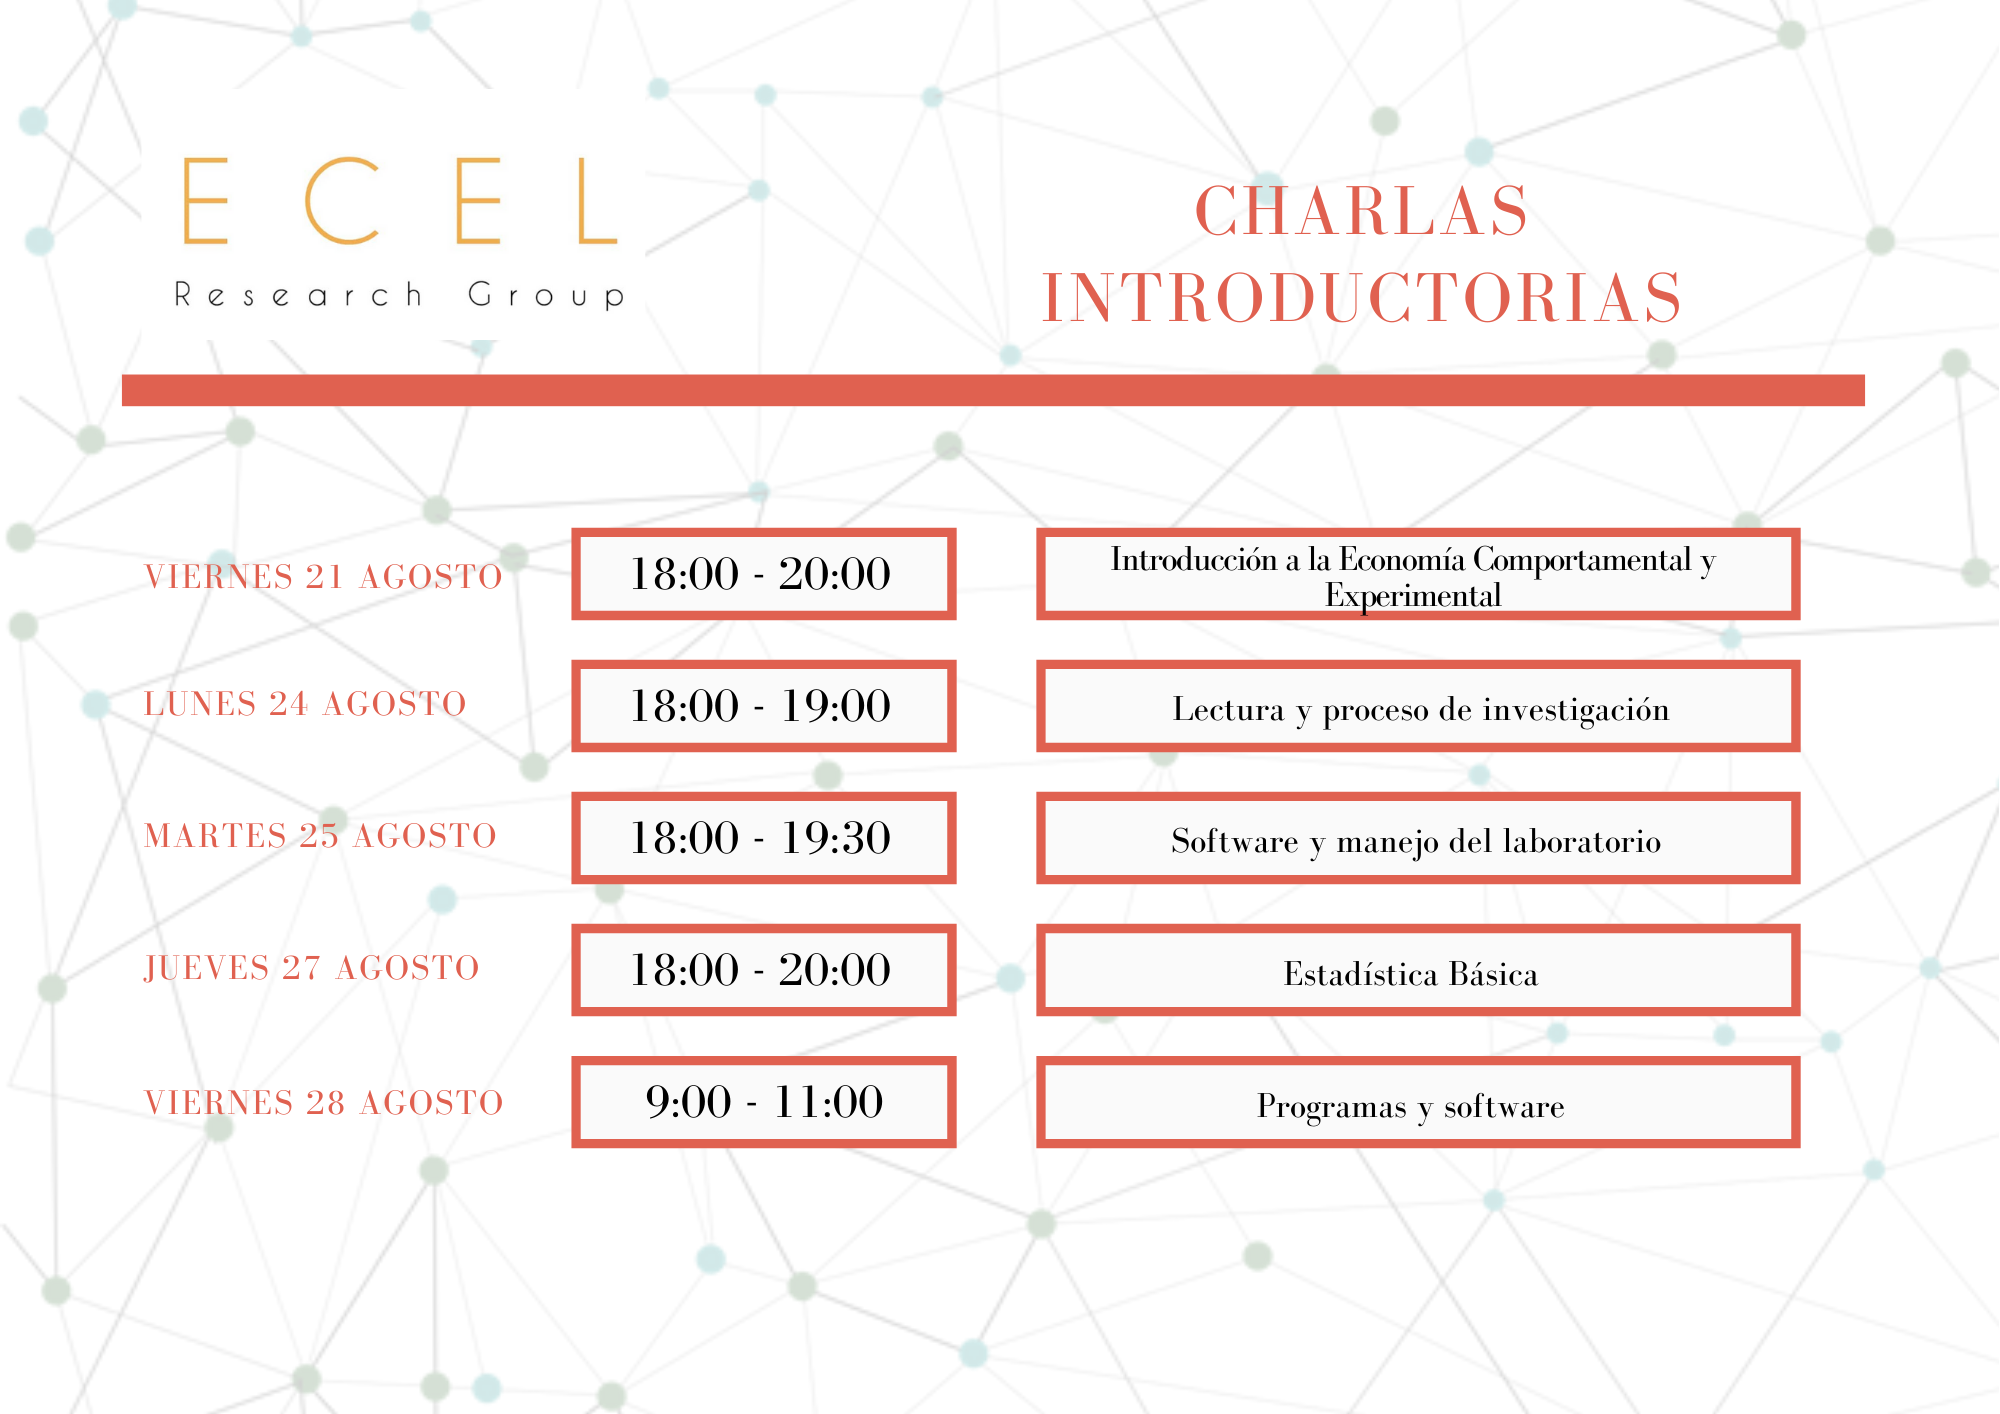 ECEL
Research Group
CHARLAS
INTRODUCTORIAS
VIERNES 21 AGOSTO
18:00 - 20:00
Introducción a la Economía Comportamental y
Experimental
LUNES 24 AGOSTO
18:00 - 19:00
Lectura y proceso de investigación
MARTES 25 AGOSTO
18:00 - 19:30
Software y manejo del laboratorio
JUEVES 27 AGOSTO
18:00 - 20:00
Estadística Básica
VIERNES 28 AGOSTO
9:00 - 11:00
Programas y software